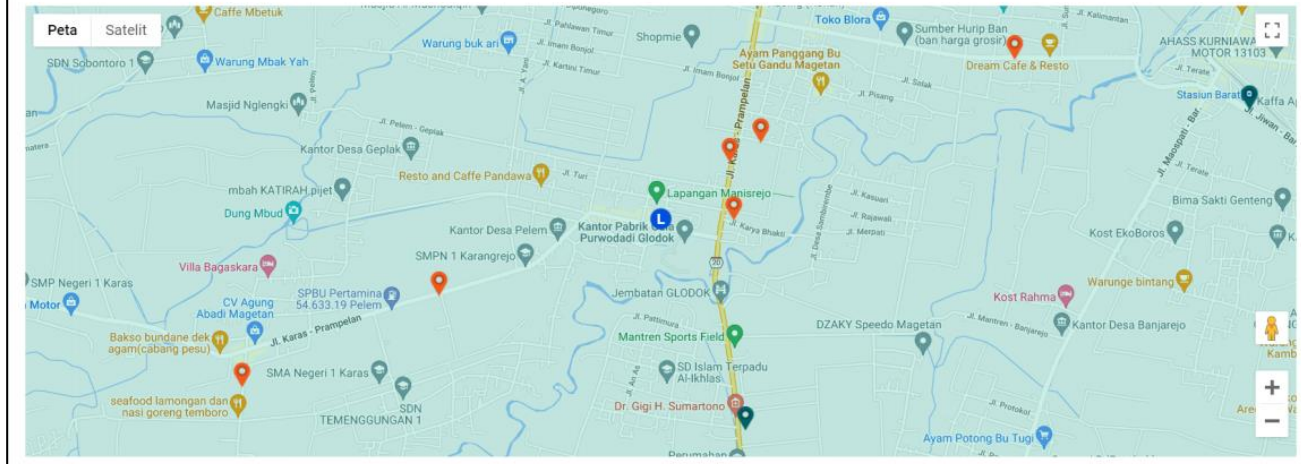 Peta
Satelit
Caffe Mbetuk
Jl. Pahlawan Timur
Jl. Imam Bonjol
Jl. Kartini Timur
Jl. A. Yani
Warung buk ari
Shopmie
Toko Blora
Sumber Hurip Ban
(ban harga grosir)
Jl. Kalimantan
Dream Cafe & Resto
AHASS KURNIAWA
MOTOR 13103
Jl. Terate
SDN Sobontoro 1
Warung Mbak Yah
Jl. Pelem
Ayam Panggang Bu
Setu Gandu Magetan
Jl. Imam Bonjol
Jl. Solak
Jl. Pisang
Stasiun Barat
Kaffa A
Jl. Jiwan - Bar
Masjid Nglengki
Jl. Pelem - Geplak
Kantor Desa Geplak
Jl. Maospati - Bar.
Resto and Caffe Pandawa
Jl. Turi
Jl. Terate
mbah KATIRAH,pijet
Lapangan Manisrejo
Jl. Kasuari
Bima Sakti Genteng
Dung Mbud
L
Jl. Rajawali
Kantor Desa Pelem
Kantor Pabrik Gula
Purwodadi Glodok
Jl. Karya Bhakti
Jl. Merpati
Kost EkoBoros
SMPN 1 Karangrejo
20
Villa Bagaskara
SMP Negeri 1 Karas
Motor
SPBU Pertamina
54.633.19 Pelem
Jembatan GLODOK
Warunge bintang
Kost Rahma
CV Agung
Abadi Magetan
Jl. Karas - Prampelan
Jl. Pattimura
DZAKY Speedo Magetan
Jl. Mantren - Banjarejo
Kantor Desa Banjarejo
Bakso bundane dek
agam(cabang pesu)
Mantren Sports Field
SMA Negeri 1 Karas
SD Islam Terpadu
Al-Ikhlas
Kamb
seafood lamongan dan
nasi goreng temboro
SDN
TEMENGGUNGAN 1
Dr. Gigi H. Sumartono
Jl. Protokol
Ayam Potong Bu Tugi
Perumahan